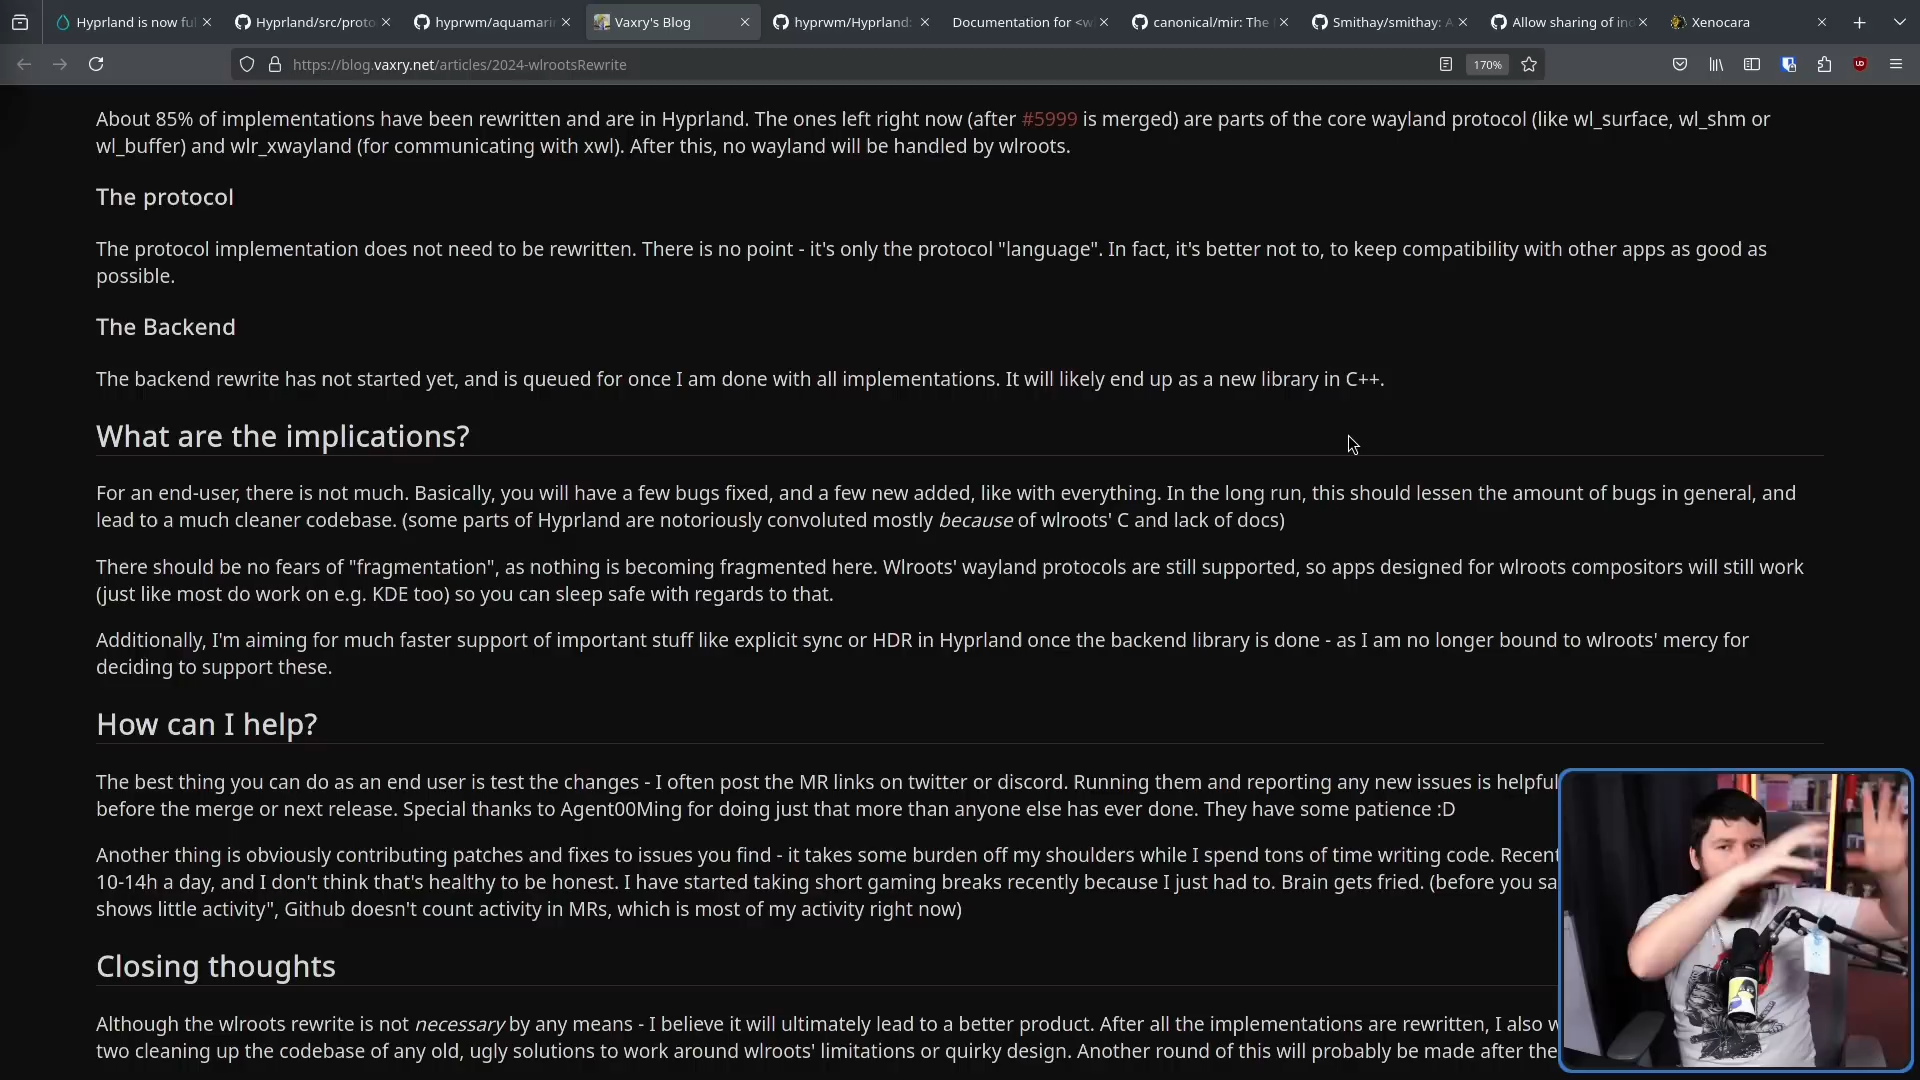 Hyprland is now ful
Hyprland/src/proto
hyprwm/aquamari
Vaxry's Blog
hyprwm/Hyprland:
Documentation for <w
canonical/mir: The
Smithay/smithay: A
Allow sharing of in
Xenocara
https://blog.vaxry.net/articles/2024-wlrootsRewrite
170%
About 85% of implementations have been rewritten and are in Hyprland. The ones left right now (after #5999 is merged) are parts of the core wayland protocol (like wl_surface, wl_shm or
wl_buffer) and wlr_xwayland (for communicating with xwl). After this, no wayland will be handled by wlroots.
The protocol
The protocol implementation does not need to be rewritten. There is no point - it's only the protocol "language". In fact, it's better not to, to keep compatibility with other apps as good as
possible.
The Backend
The backend rewrite has not started yet, and is queued for once I am done with all implementations. It will likely end up as a new library in C++.
What are the implications?
For an end-user, there is not much. Basically, you will have a few bugs fixed, and a few new added, like with everything. In the long run, this should lessen the amount of bugs in general, and
lead to a much cleaner codebase. (some parts of Hyprland are notoriously convoluted mostly because of wlroots' C and lack of docs)
There should be no fears of "fragmentation", as nothing is becoming fragmented here. Wlroots' wayland protocols are still supported, so apps designed for wlroots compositors will still work
(just like most do work on e.g. KDE too) so you can sleep safe with regards to that.
Additionally, I'm aiming for much faster support of important stuff like explicit sync or HDR in Hyprland once the backend library is done - as I am no longer bound to wlroots' mercy for
deciding to support these.
How can I help?
The best thing you can do as an end user is test the changes - I often post the MR links on twitter or discord. Running them and reporting any new issues is helpful
before the merge or next release. Special thanks to Agent00Ming for doing just that more than anyone else has ever done. They have some patience :D
Another thing is obviously contributing patches and fixes to issues you find - it takes some burden off my shoulders while I spend tons of time writing code. Recent
10-14h a day, and I don't think that's healthy to be honest. I have started taking short gaming breaks recently because I just had to. Brain gets fried. (before you sa
shows little activity", Github doesn't count activity in MRs, which is most of my activity right now)
Closing thoughts
Although the wlroots rewrite is not necessary by any means - I believe it will ultimately lead to a better product. After all the implementations are rewritten, I also w
two cleaning up the codebase of any old, ugly solutions to work around wlroots' limitations or quirky design. Another round of this will probably be made after the